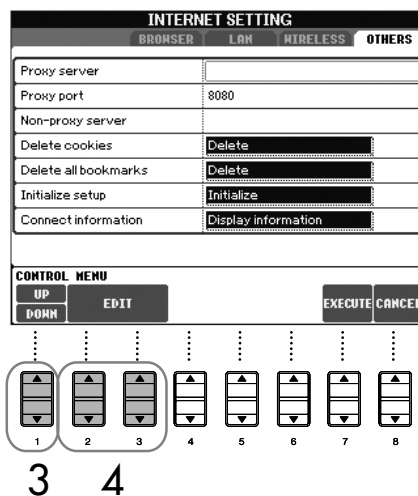 INTERNET SETTING
BROWSER LAN WIRELESS OTHERS
Proxy server
Proxy port 8080
Non-proxy server
Delete cookies Delete
Delete all bookmarks Delete
Initialize setup Initialize
Connect information Display information
CONTROL MENU
UP
DOWN
EDIT EXECUTE CANCEL
1 2 3 4 5 6 7 8
3 4